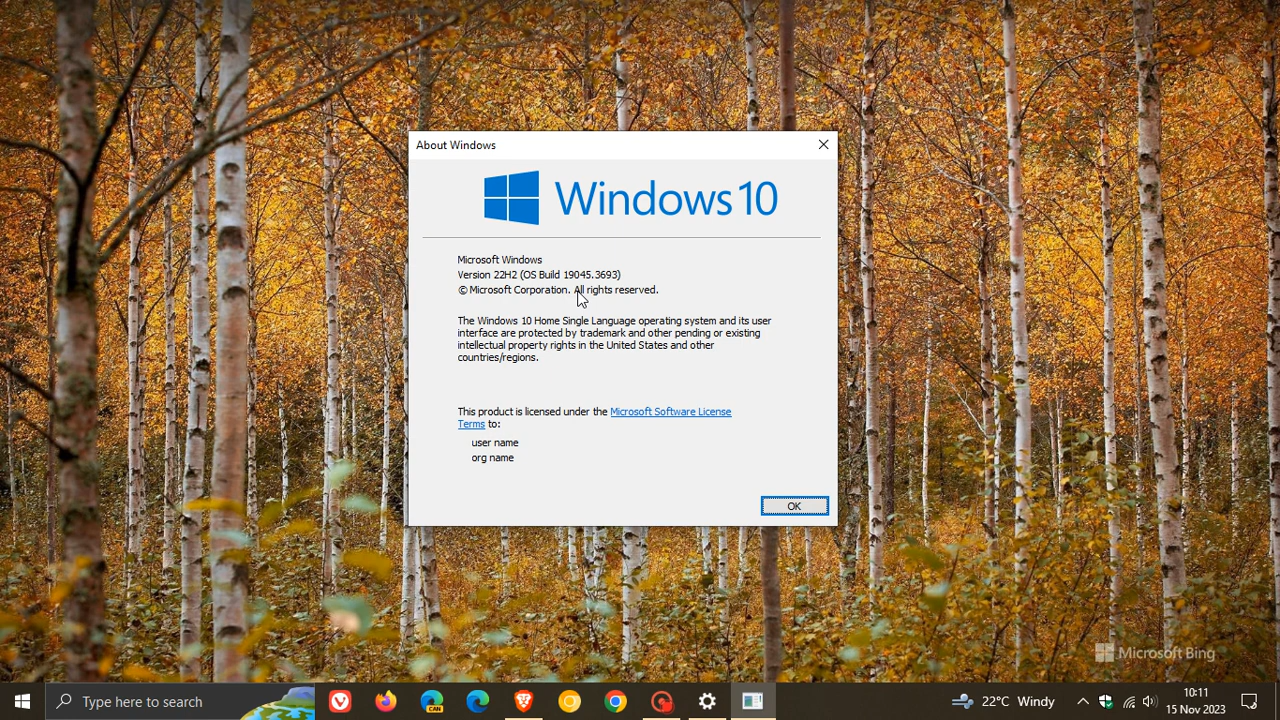 About Windows
Windows 10
Microsoft Windows
Version 22H2 (OS Build 19045.3693)
© Microsoft Corporation. All rights reserved.
The Windows 10 Home Single Language operating system and its user
interface are protected by trademark and other pending or existing
intellectual property rights in the United States and other
countries/regions.
This product is licensed under the Microsoft Software License
Terms to:
user name
org name
OK
Microsoft Bing
Type here to search
CAN
22°C Windy
10:11
15 Nov 2023